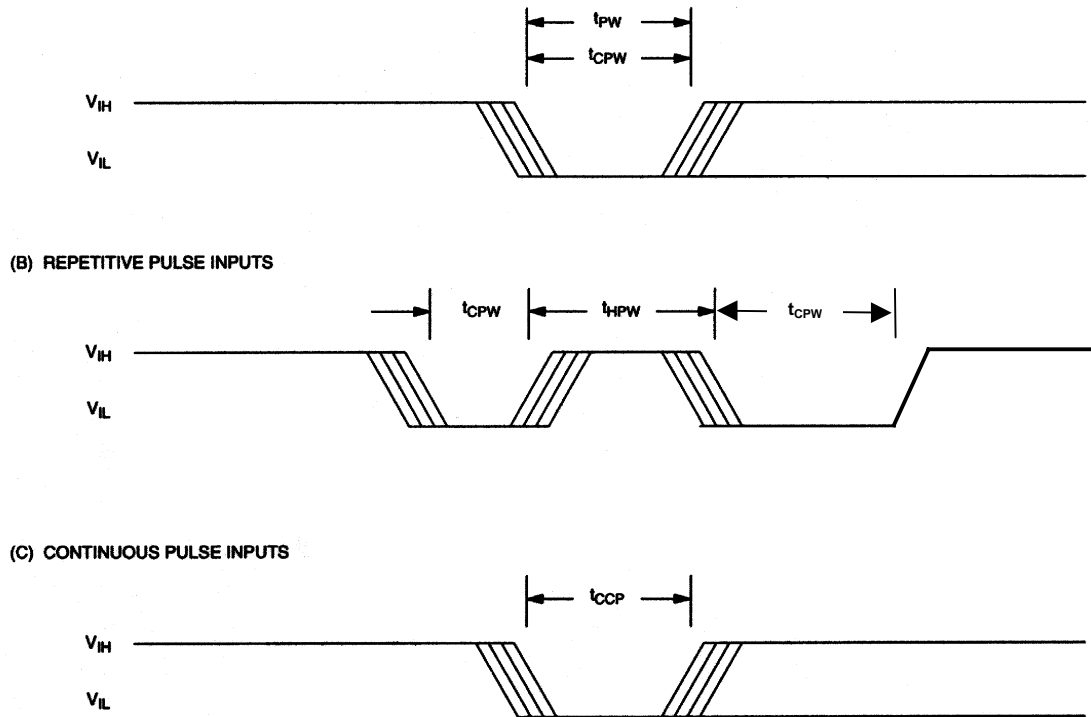 tPW
tCPW
VIH
VIL
(B) REPETITIVE PULSE INPUTS
tCPW tHPW tCPW
VIH
VIL
(C) CONTINUOUS PULSE INPUTS
tCCP
VIH
VIL